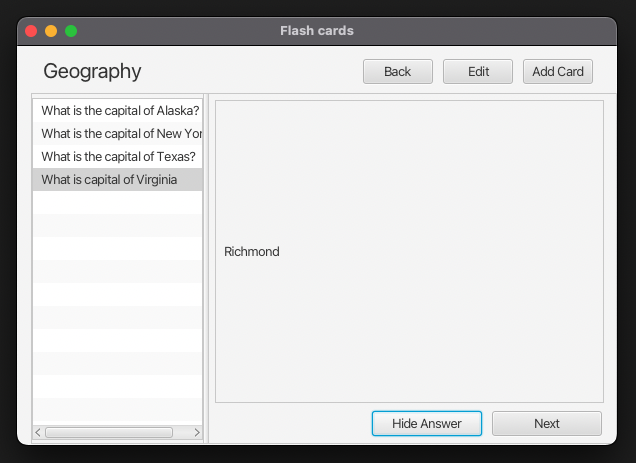 Flash cards
Geography
Back
Edit
Add Card
What is the capital of Alaska?
What is the capital of New Yor
What is the capital of Texas?
What is capital of Virginia
Richmond
Hide Answer
Next